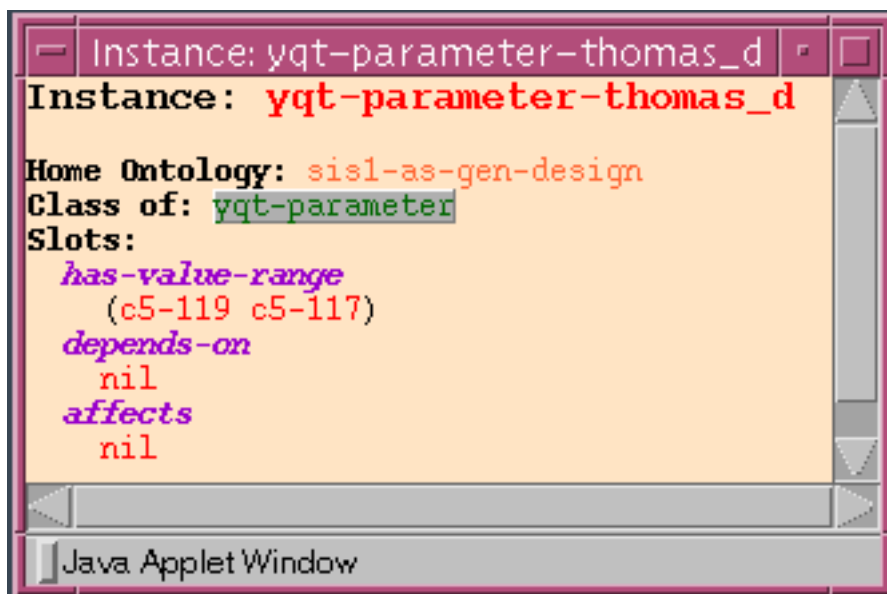 Instance: yqt-parameter-thomas_d
Instance: yqt-parameter-thomas_d
Home Ontology: sis1-as-gen-design
Class of: yqt-parameter
Slots:
has-value-range
(c5-119 c5-117)
depends-on
nil
affects
nil
Java Applet Window